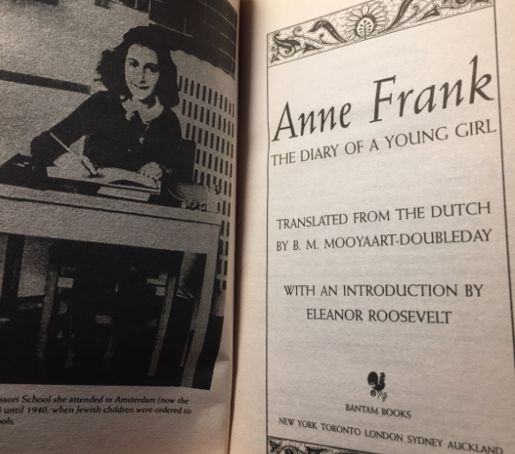 sson School she attended in Amsterdam (now the
) until 1940, when Jewish children were ordered to
ools.
Anne Frank
THE DIARY OF A YOUNG GIRL
TRANSLATED FROM THE DUTCH
BY B. M. MOOYAART-DOUBLEDAY
WITH AN INTRODUCTION BY
ELEANOR ROOSEVELT
BANTAM BOOKS
NEW YORK TORONTO LONDON SYDNEY AUCKLAND